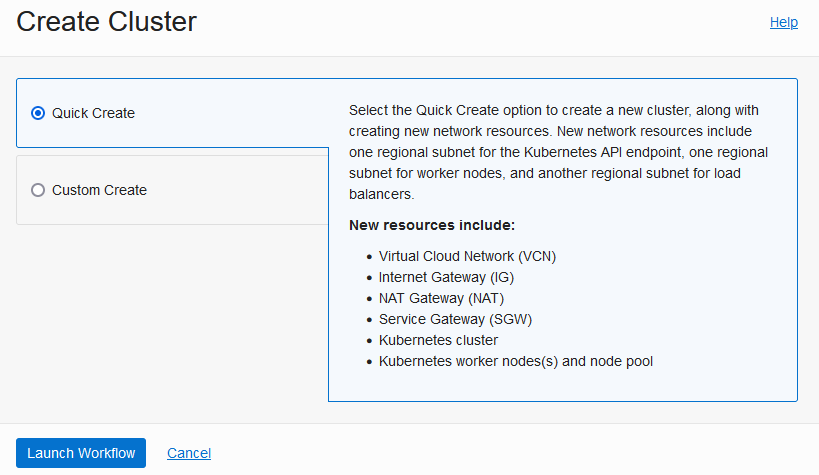 Create Cluster
Help
Quick Create
Custom Create
Select the Quick Create option to create a new cluster, along with
creating new network resources. New network resources include
one regional subnet for the Kubernetes API endpoint, one regional
subnet for worker nodes, and another regional subnet for load
balancers.
New resources include:
• Virtual Cloud Network (VCN)
• Internet Gateway (IG)
• NAT Gateway (NAT)
• Service Gateway (SGW)
• Kubernetes cluster
• Kubernetes worker nodes(s) and node pool
Launch Workflow
Cancel